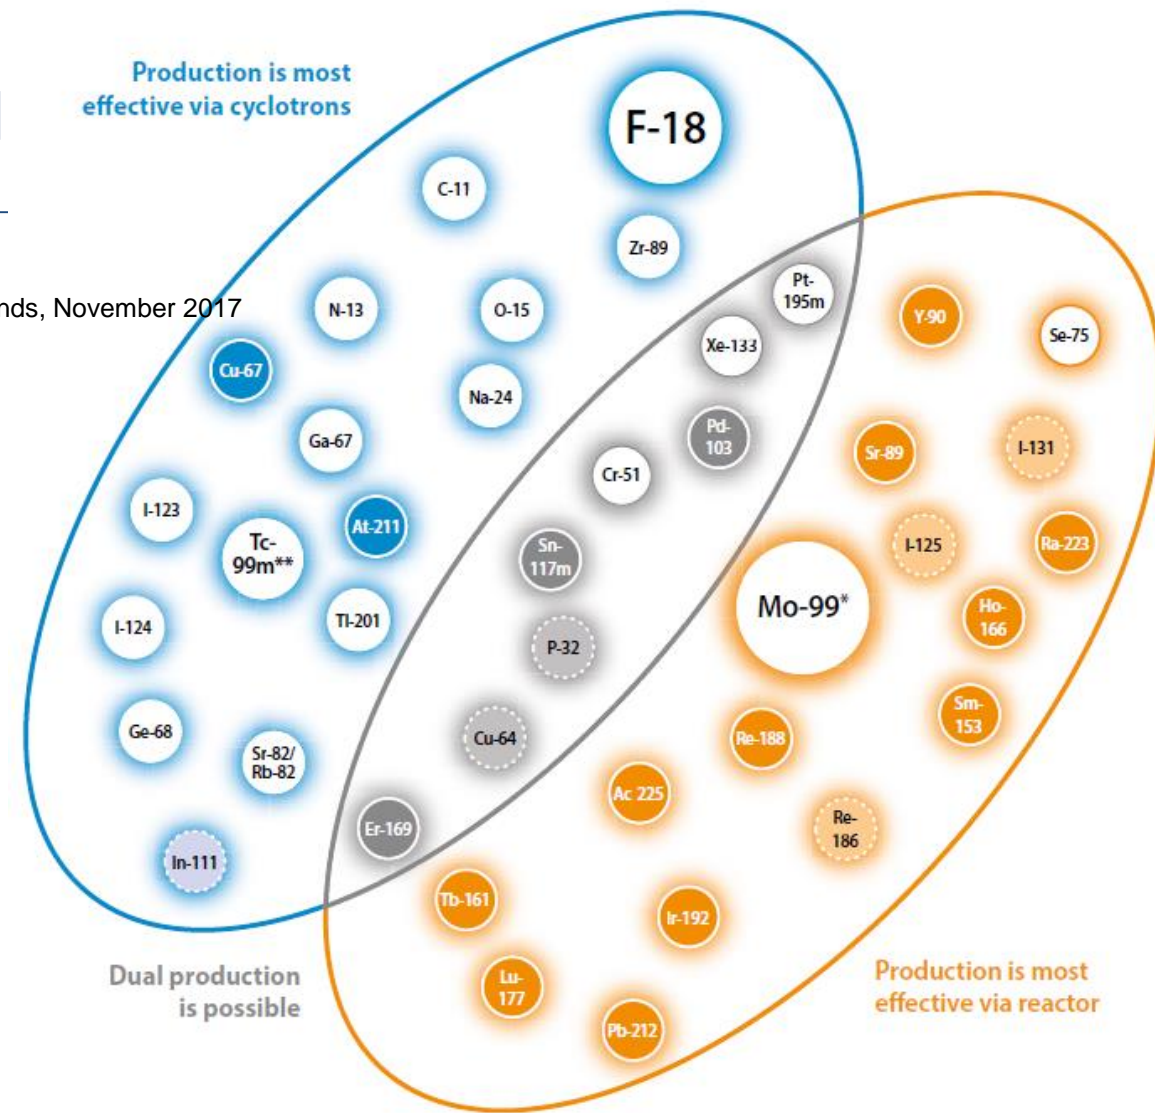 Production is most
effective via cyclotrons
F-18
C-11
Zr-89
Pt-
195m
N-13
nds, November 2017
O-15
Y-90
Se-75
Xe-133
Cu-67
Na-24
Ga-67
Pd-
103
Sr-89
I-131
Cr-51
I-123
At-211
Tc-
99m**
Sn-
117m
I-125
Ra-223
Mo-99*
I-124
Tl-201
Ho-
166
P-32
Ge-68
Sr-82/
Rb-82
Cu-64
Re-188
Sm-
153
Ac 225
Er-169
Re-
186
In-111
Tb-161
Ir-192
Dual production
is possible
Lu-
177
Production is most
effective via reactor
Pb-212